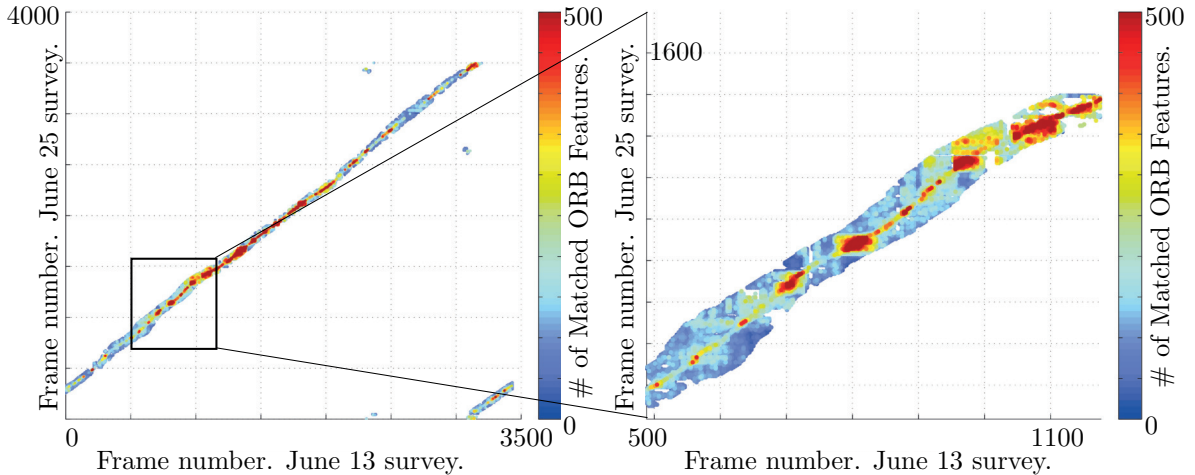 4000
Frame number. June 25 survey.
0
3500
Frame number. June 13 survey.
500
# of Matched ORB Features.
0
1600
Frame number. June 25 survey.
500
1100
Frame number. June 13 survey.
500
# of Matched ORB Features.
0